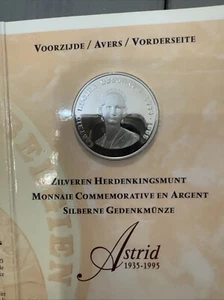 VOORZIJDE / AVERS / VORDERSEITE
ZILVEREN HERDENKINGSMUNT
MONNAIE COMMEMORATIVE EN ARGENT
SILBERNE GEDENKMÜNZE
Astrid
1935-1995